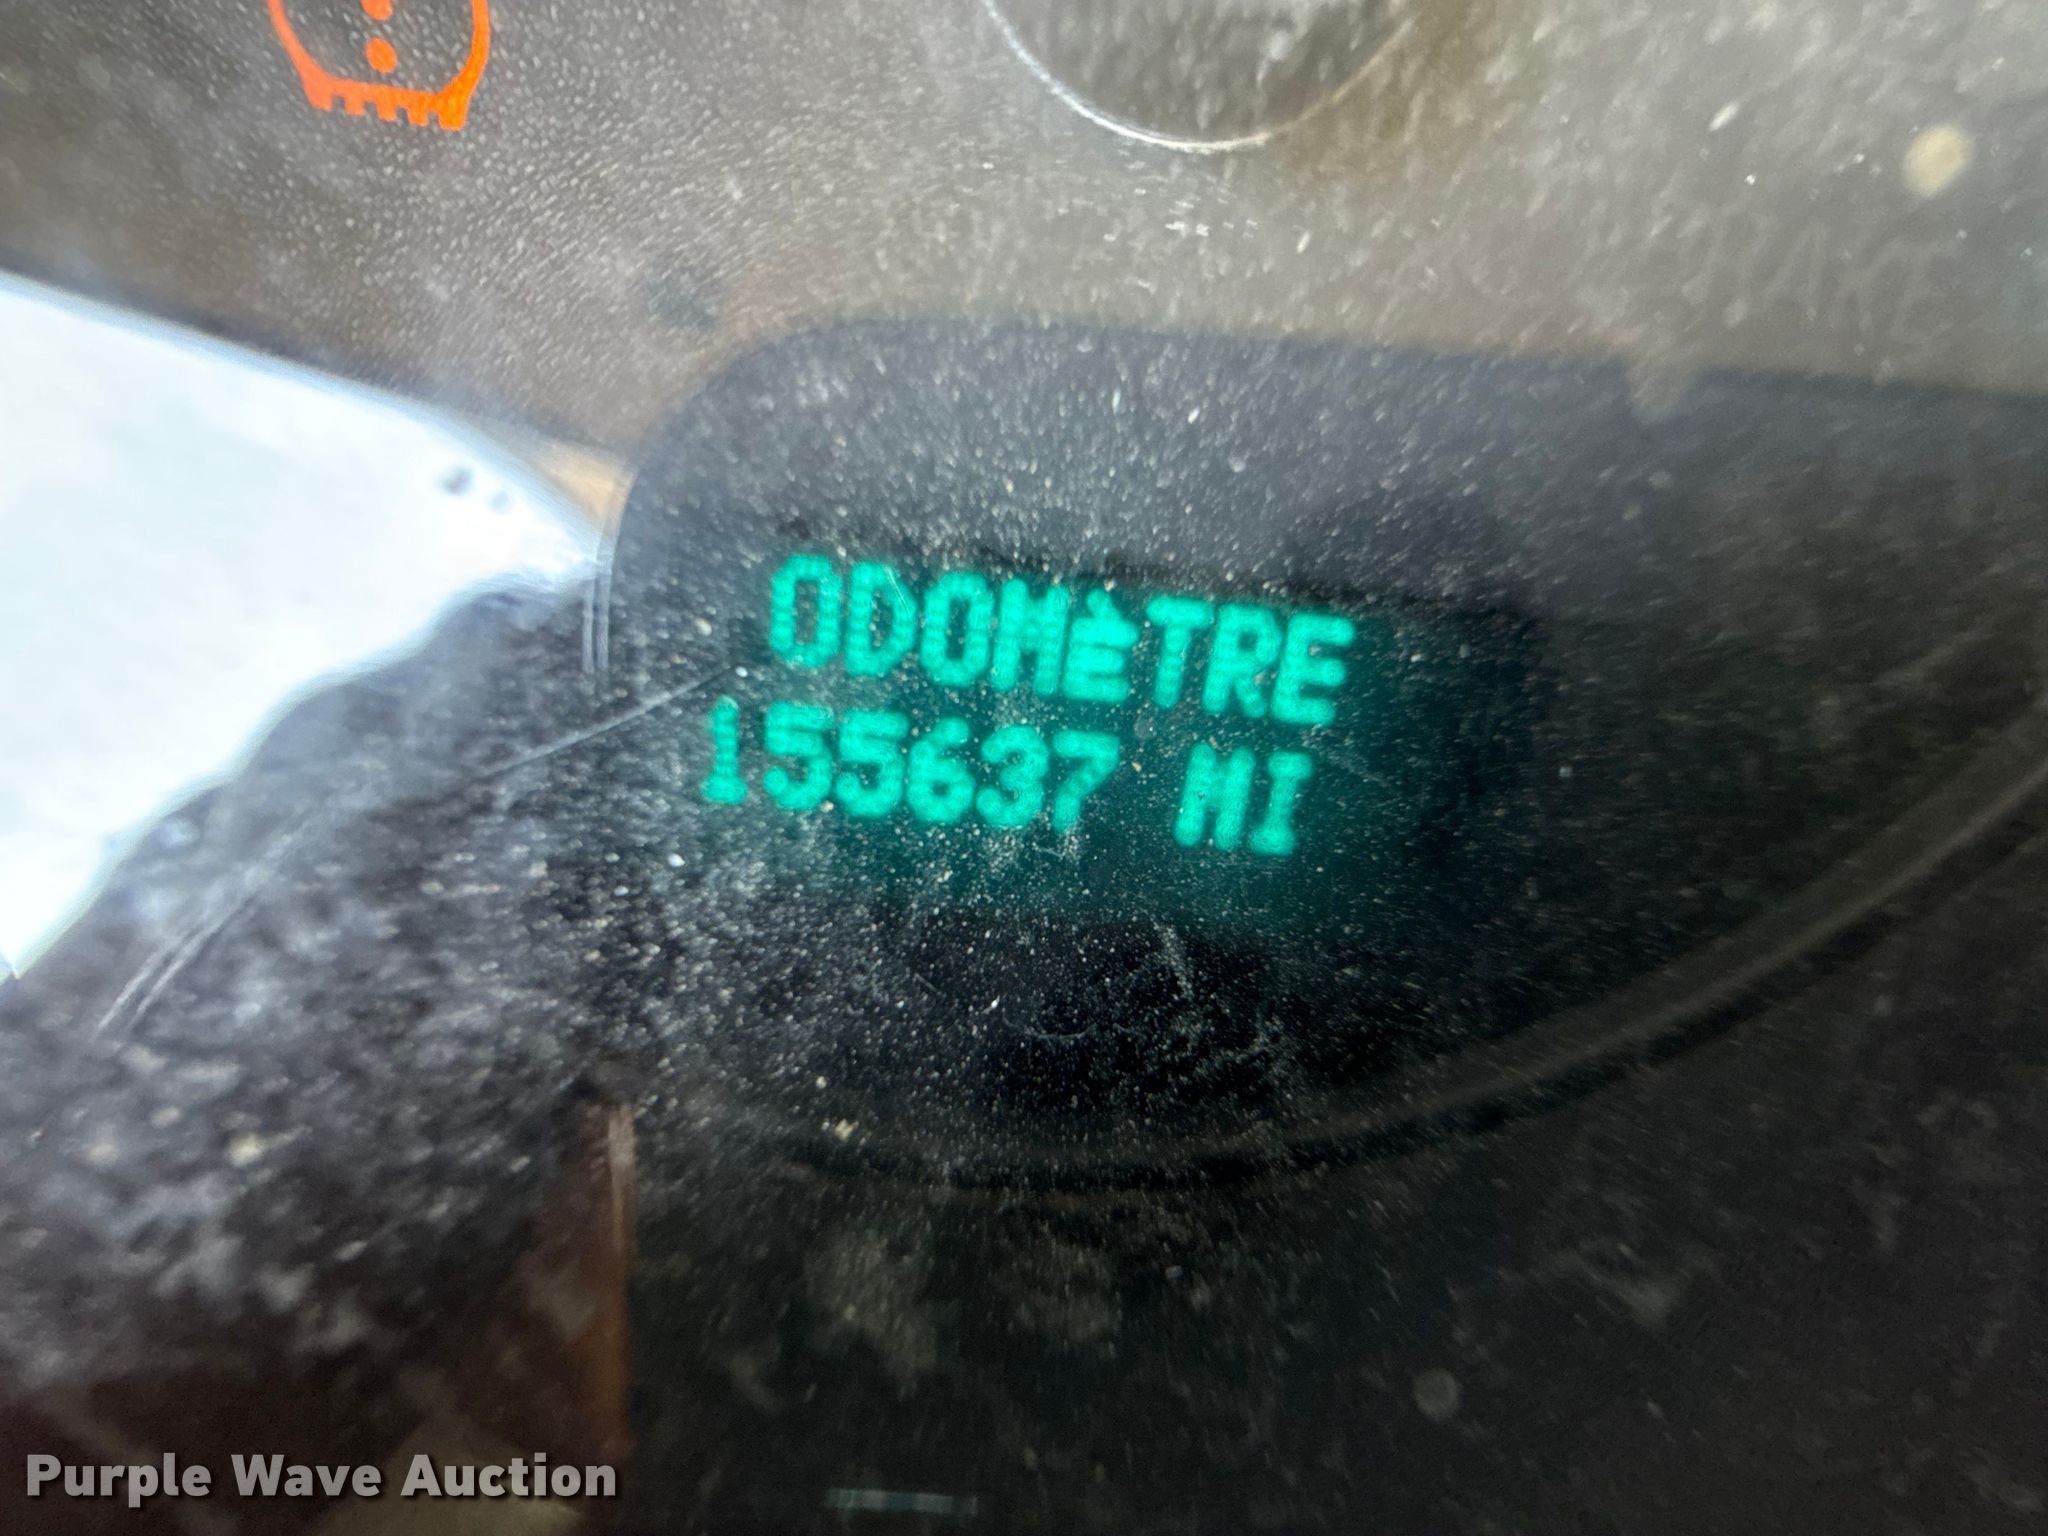 ODOMÈTRE
155637 MI
Purple Wave Auction